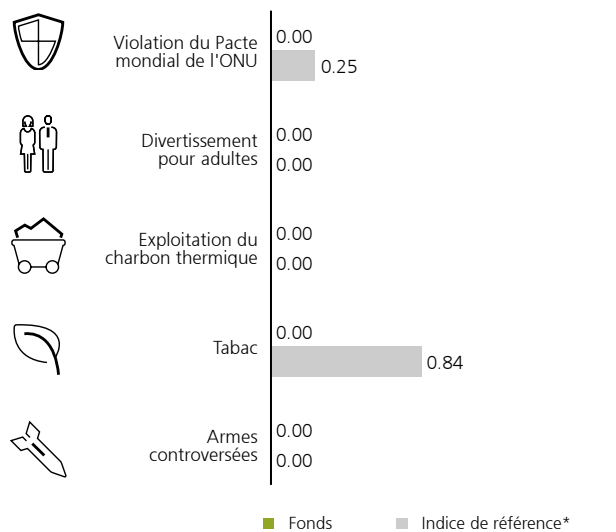 Violation du Pacte
mondial de l'ONU
0.00
0.25
Divertissement
pour adultes
0.00
0.00
Exploitation du
charbon thermique
0.00
0.00
Tabac
0.00
0.84
Armes
controversées
0.00
0.00
Fonds
Indice de référence*